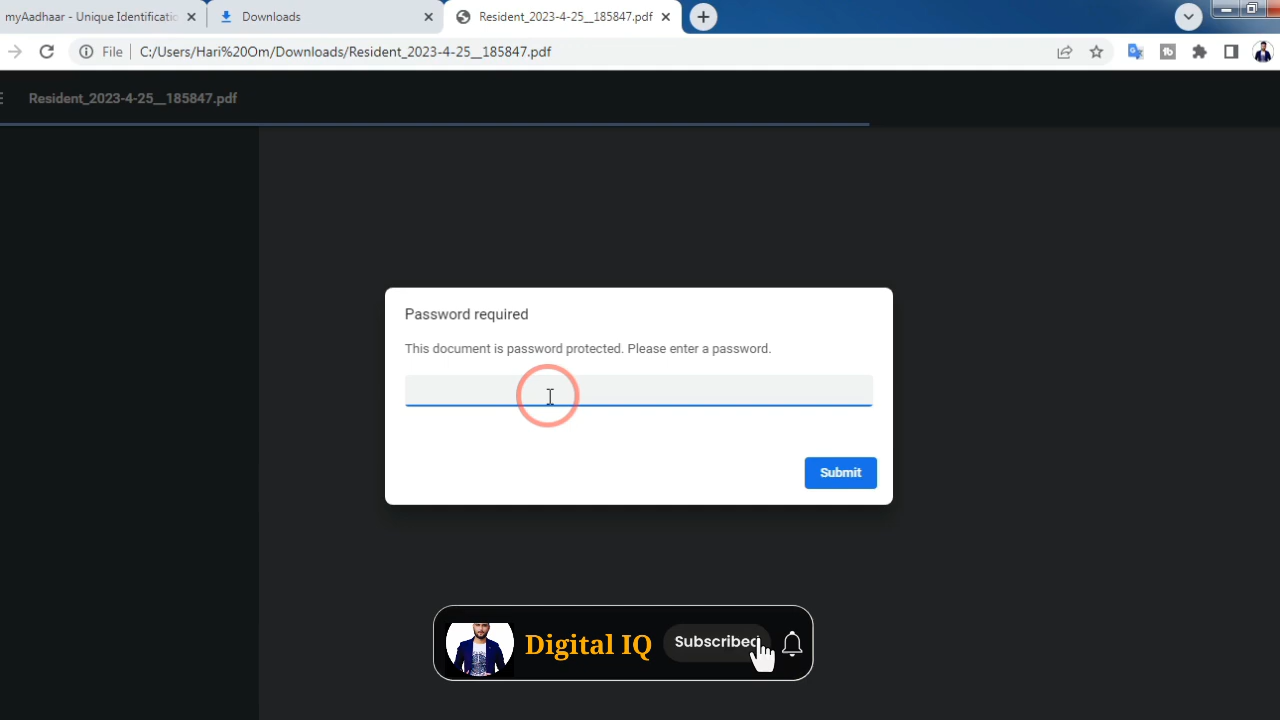 myAadhaar - Unique Identificatio
Downloads
Resident_2023-4-25__185847.pdf
File
C:/Users/Hari%20Om/Downloads/Resident_2023-4-25__185847.pdf
Resident_2023-4-25__185847.pdf
Password required
This document is password protected. Please enter a password.
Submit
Digital IQ
Subscribed